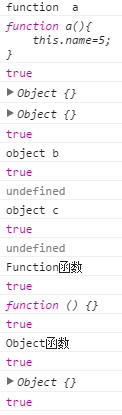 function  a
function a(){
    this.name=5;
}
true
Object {}
Object {}
true
object b
true
undefined
object c
true
undefined
Function函数
true
function () {}
true
Object函数
true
Object {}
true